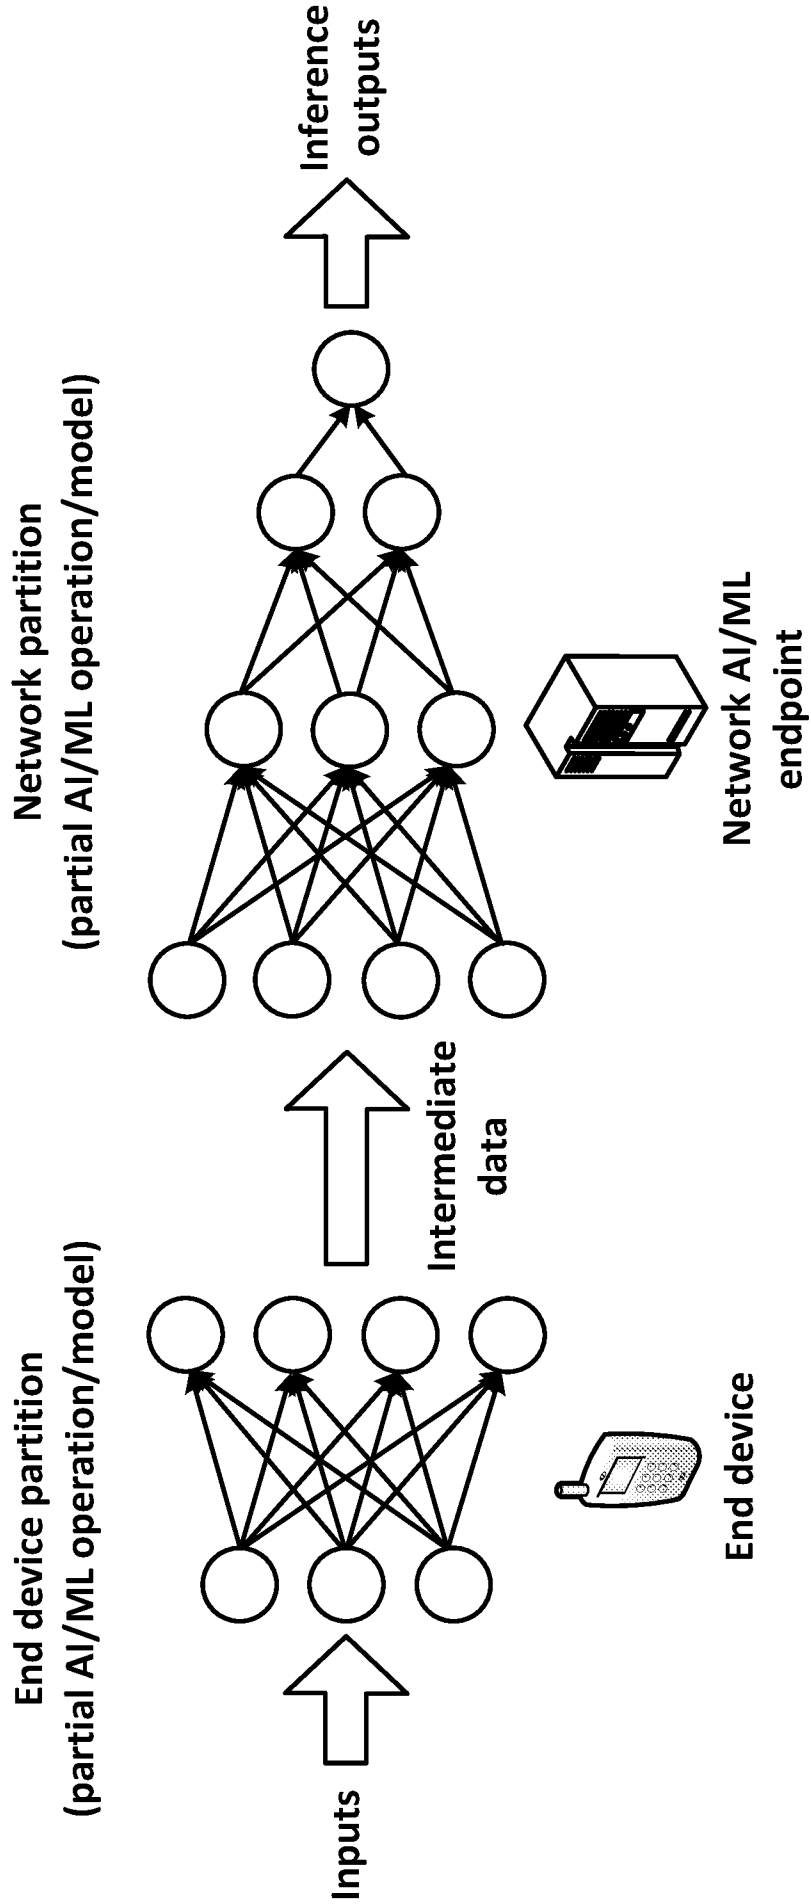 End device partition
(partial AI/ML operation/model)
Network partition
(partial AI/ML operation/model)
Inputs
Intermediate
data
Inference
outputs
End device
Network AI/ML
endpoint